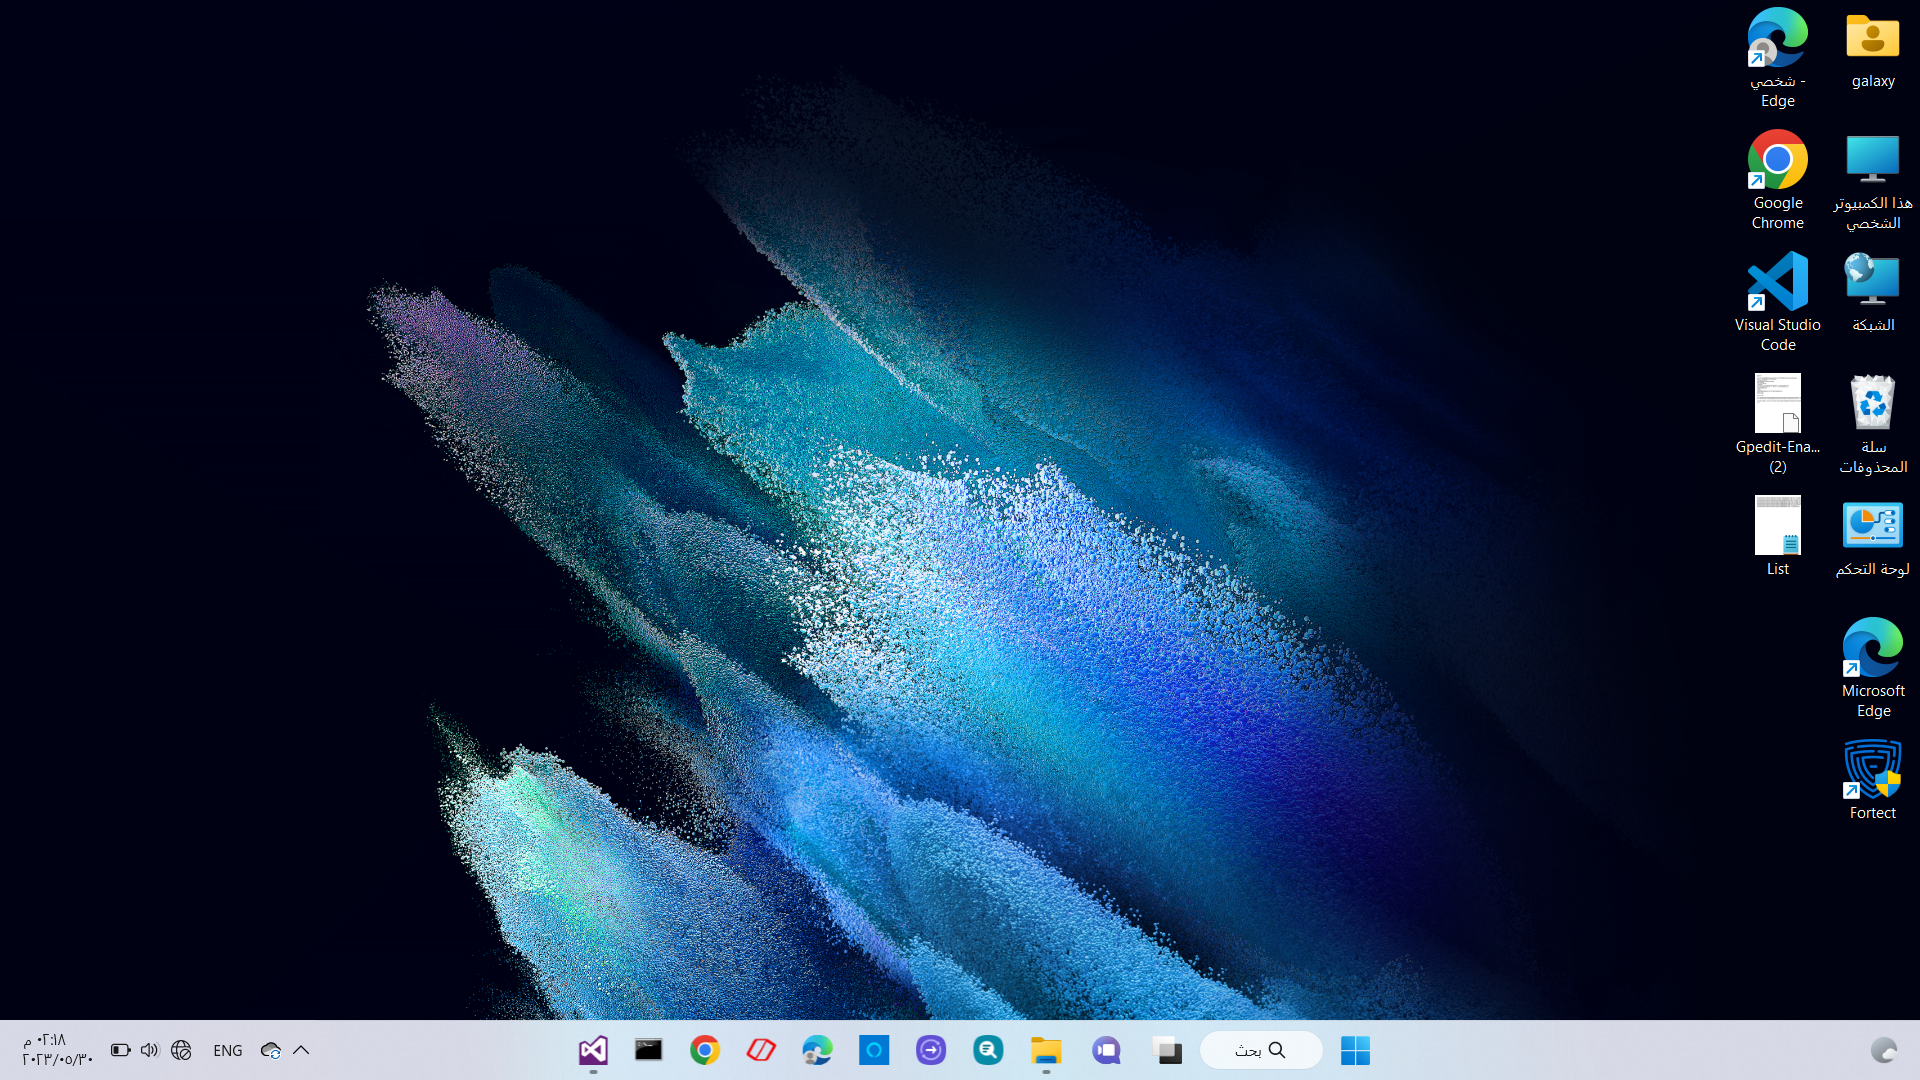 galaxy
هذا الكمبيوتر
الشخصي
الشبكة
سلة
المحذوفات
لوحة التحكم
Microsoft
Edge
Fortect
شخصي -
Edge
Google
Chrome
Visual Studio
Code
Gpedit-Ena...
(2)
List
بحث
ENG
٠٢:١٨ م
٢٠٢٣/٠٥/٣٠